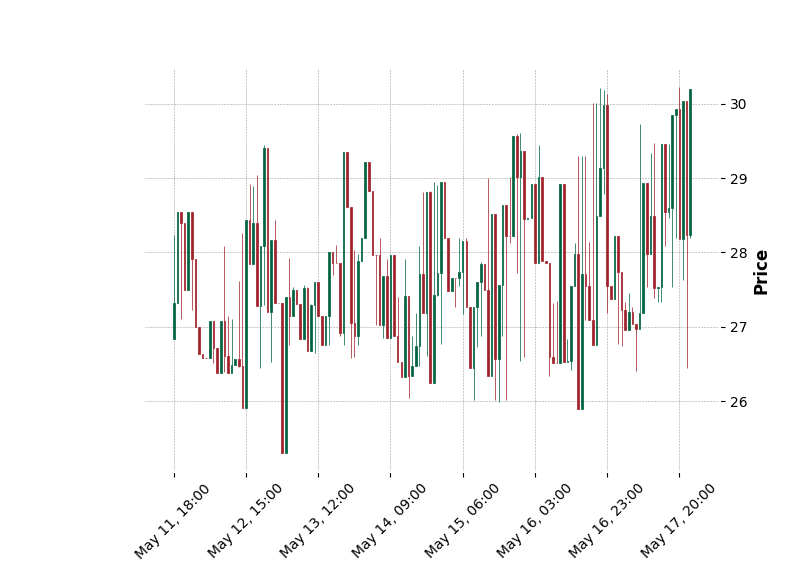 30
29
28
27
26
Price
May 11, 18:00
May 12, 15:00
May 13, 12:00
May 14, 09:00
May 15, 06:00
May 16, 03:00
May 16, 23:00
May 17, 20:00